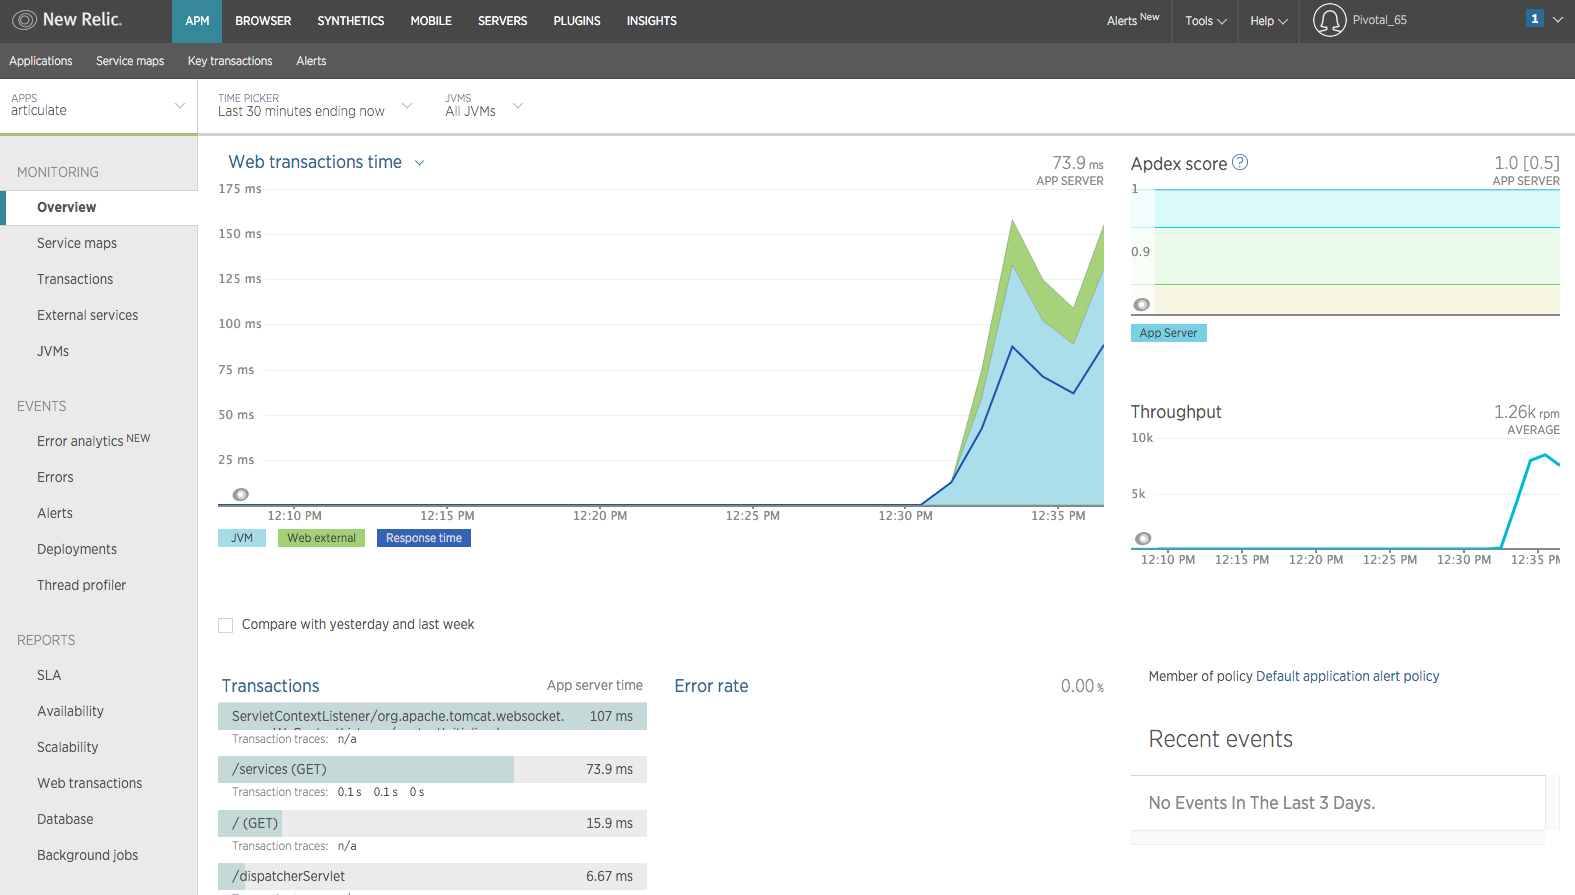 New Relic.
APM
BROWSER
SYNTHETICS
MOBILE
SERVERS
PLUGINS
INSIGHTS
Alerts New
Tools
Help
Pivotal_65
1
Applications
Service maps
Key transactions
Alerts
APPS
articulate
TIME PICKER
Last 30 minutes ending now
JVMS
All JVMs
MONITORING
Overview
Service maps
Transactions
External services
JVMs
EVENTS
Error analytics NEW
Errors
Alerts
Deployments
Thread profiler
REPORTS
SLA
Availability
Scalability
Web transactions
Database
Background jobs
Web transactions time
73.9 ms
APP SERVER
175 ms
150 ms
125 ms
100 ms
75 ms
50 ms
25 ms
12:10 PM
12:15 PM
12:20 PM
12:25 PM
12:30 PM
12:35 PM
JVM
Web external
Response time
Compare with yesterday and last week
Apdex score ?
1.0 [0.5]
APP SERVER
1
0.9
App Server
Throughput
1.26k rpm
AVERAGE
10k
5k
12:10 PM
12:15 PM
12:20 PM
12:25 PM
12:30 PM
12:35 PM
Transactions
App server time
ServletContextListener/org.apache.tomcat.websocket.
107 ms
Transaction traces: n/a
/services (GET)
73.9 ms
Transaction traces: 0.1 s 0.1 s 0 s
/ (GET)
15.9 ms
Transaction traces: n/a
/dispatcherServlet
6.67 ms
Error rate
0.00 %
Member of policy Default application alert policy
Recent events
No Events In The Last 3 Days.